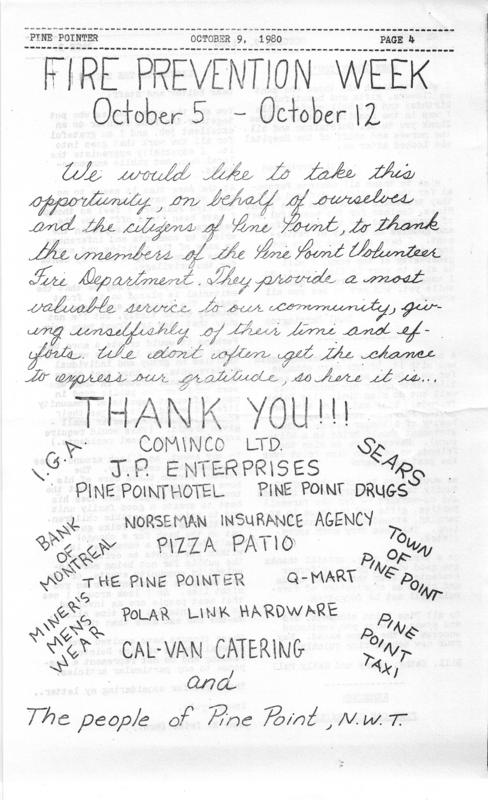 PINE POINTER OCTOBER 9, 1980 PAGE 4
FIRE PREVENTION WEEK
October 5 - October 12
We would like to take this
opportunity, on behalf of ourselves
and the citizens of Pine Point, to thank
the members of the Pine Point Volunteer
Fire Department. They provide a most
valuable service to our community, giv-
ing unselfishly of their time and ef-
forts. We don't often get the chance
to express our gratitude, so here it is...
THANK YOU!!!
COMINCO LTD.
I.G.A.
SEARS
J.P. ENTERPRISES
PINE POINT HOTEL PINE POINT DRUGS
NORSEMAN INSURANCE AGENCY
BANK
OF
MONTREAL
PIZZA PATIO
TOWN
OF
PINE POINT
THE PINE POINTER Q-MART
MINER'S
MENS
WEAR
POLAR LINK HARDWARE
PINE
POINT
TAXI
CAL-VAN CATERING
and
The people of Pine Point, N.W.T.